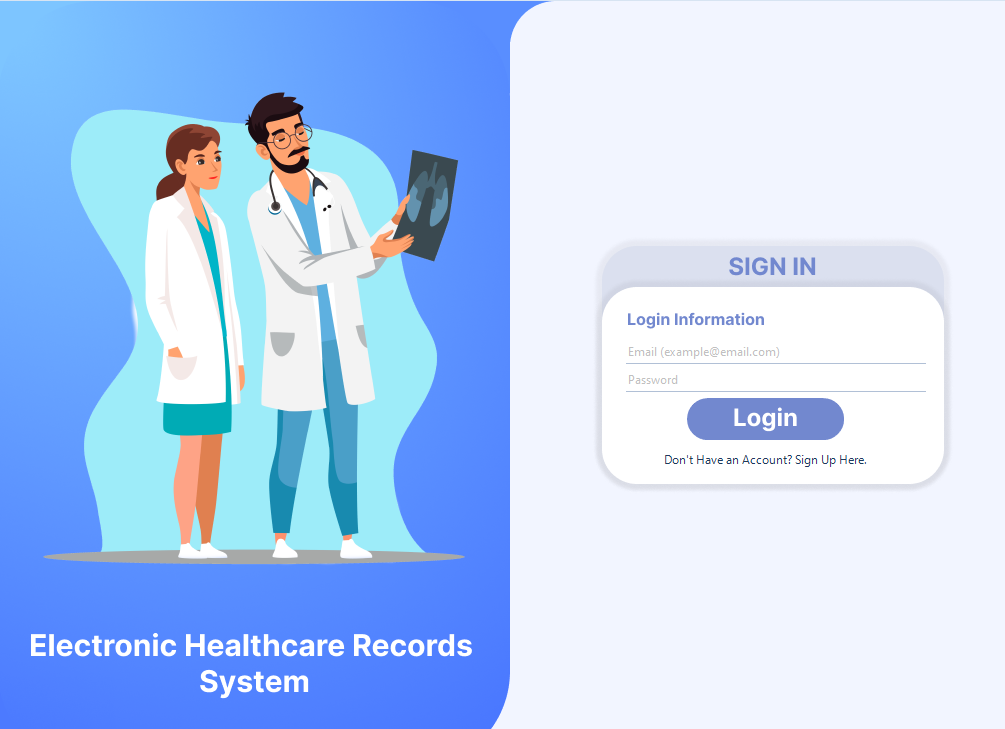 Electronic Healthcare Records
System
SIGN IN
Login Information
Email (example@email.com)
Password
Login
Don't Have an Account? Sign Up Here.